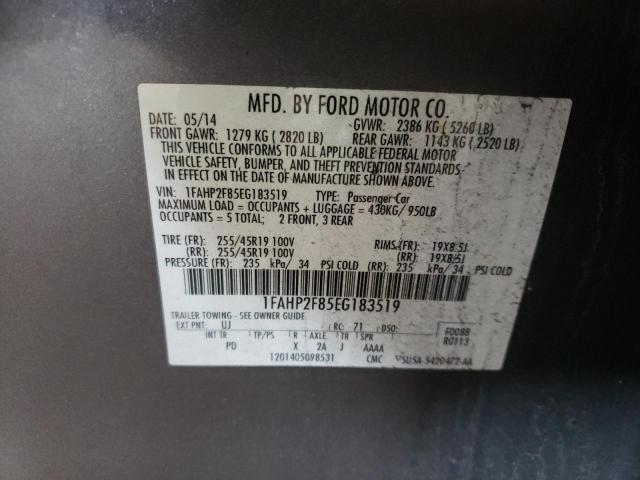 MFD. BY FORD MOTOR CO.
DATE: 05/14 GVWR: 2386 KG ( 5260 LB)
FRONT GAWR: 1279 KG ( 2820 LB) REAR GAWR: 1143 KG ( 2520 LB)
THIS VEHICLE CONFORMS TO ALL APPLICABLE FEDERAL MOTOR
VEHICLE SAFETY, BUMPER, AND THEFT PREVENTION STANDARDS
IN EFFECT ON THE DATE OF MANUFACTURE SHOWN ABOVE.
VIN: 1FAHP2F85EG183519 TYPE: Passenger Car
MAXIMUM LOAD = OCCUPANTS + LUGGAGE = 430KG/ 950LB
OCCUPANTS = 5 TOTAL; 2 FRONT, 3 REAR
TIRE (FR): 255/45R19 100V RIMS:(FR): 19X8.5J
(RR): 255/45R19 100V (RR): 19X8.5J
PRESSURE (FR): 235 kPa/ 34 PSI COLD (RR): 235 kPa/ 34 PSI COLD
1FAHP2F85EG183519
TRAILER TOWING - SEE OWNER GUIDE
EXT PNT: UJ RC: 71 DSO: F0088
INT TR TP/PS R AXLE TR SPR R0113
PD X 2A J AAAA
1201405098531 CMC 5U5A-5420472-AA